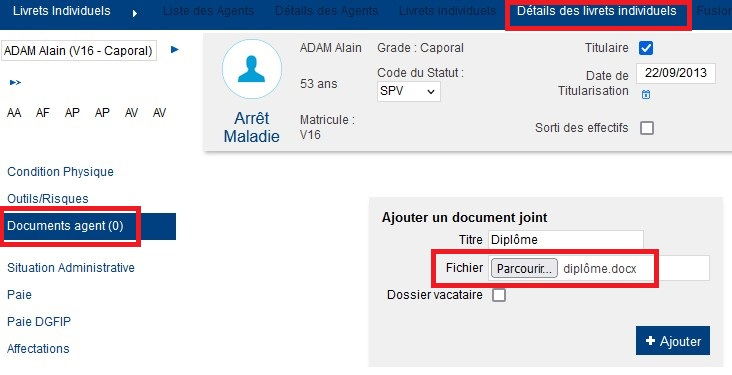 Livrets Individuels Liste des Agents Détails des Agents Livrets individuels Détails des livrets individuels Fusion
ADAM Alain (V16 - Caporal)
AA AF AP AP AV AV
Condition Physique
Outils/Risques
Documents agent (0)
Situation Administrative
Paie
Paie DGFIP
Affectations
Arrêt
Maladie
ADAM Alain
53 ans
Matricule :
V16
Grade : Caporal
Code du Statut :
SPV
Titulaire
Date de
Titularisation
22/09/2013
Sorti des effectifs
Ajouter un document joint
Titre Diplôme
Fichier Parcourir... diplôme.docx
Dossier vacataire
+ Ajouter